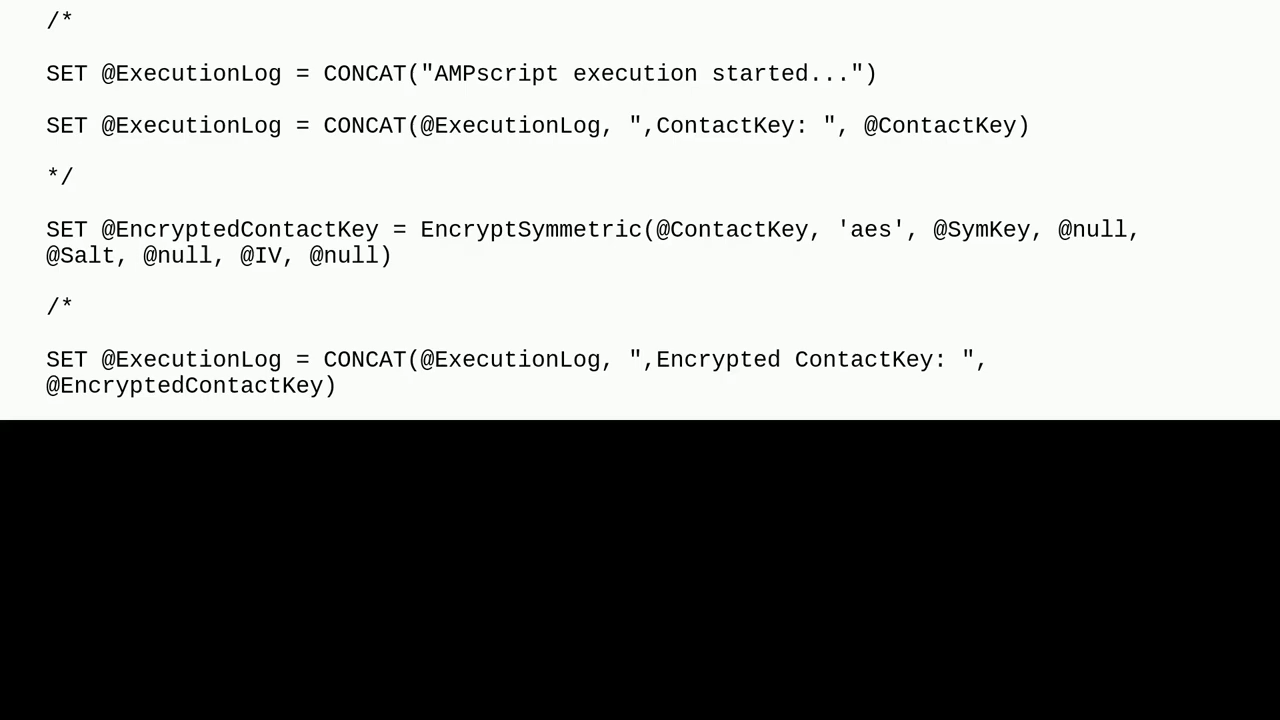 /*
SET @ExecutionLog = CONCAT("AMPscript execution started...")
SET @ExecutionLog = CONCAT(@ExecutionLog, ",ContactKey: ", @ContactKey)
*/
SET @EncryptedContactKey = EncryptSymmetric(@ContactKey, 'aes', @SymKey, @null,
@Salt, @null, @IV, @null)
/*
SET @ExecutionLog = CONCAT(@ExecutionLog, ",Encrypted ContactKey: ",
@EncryptedContactKey)